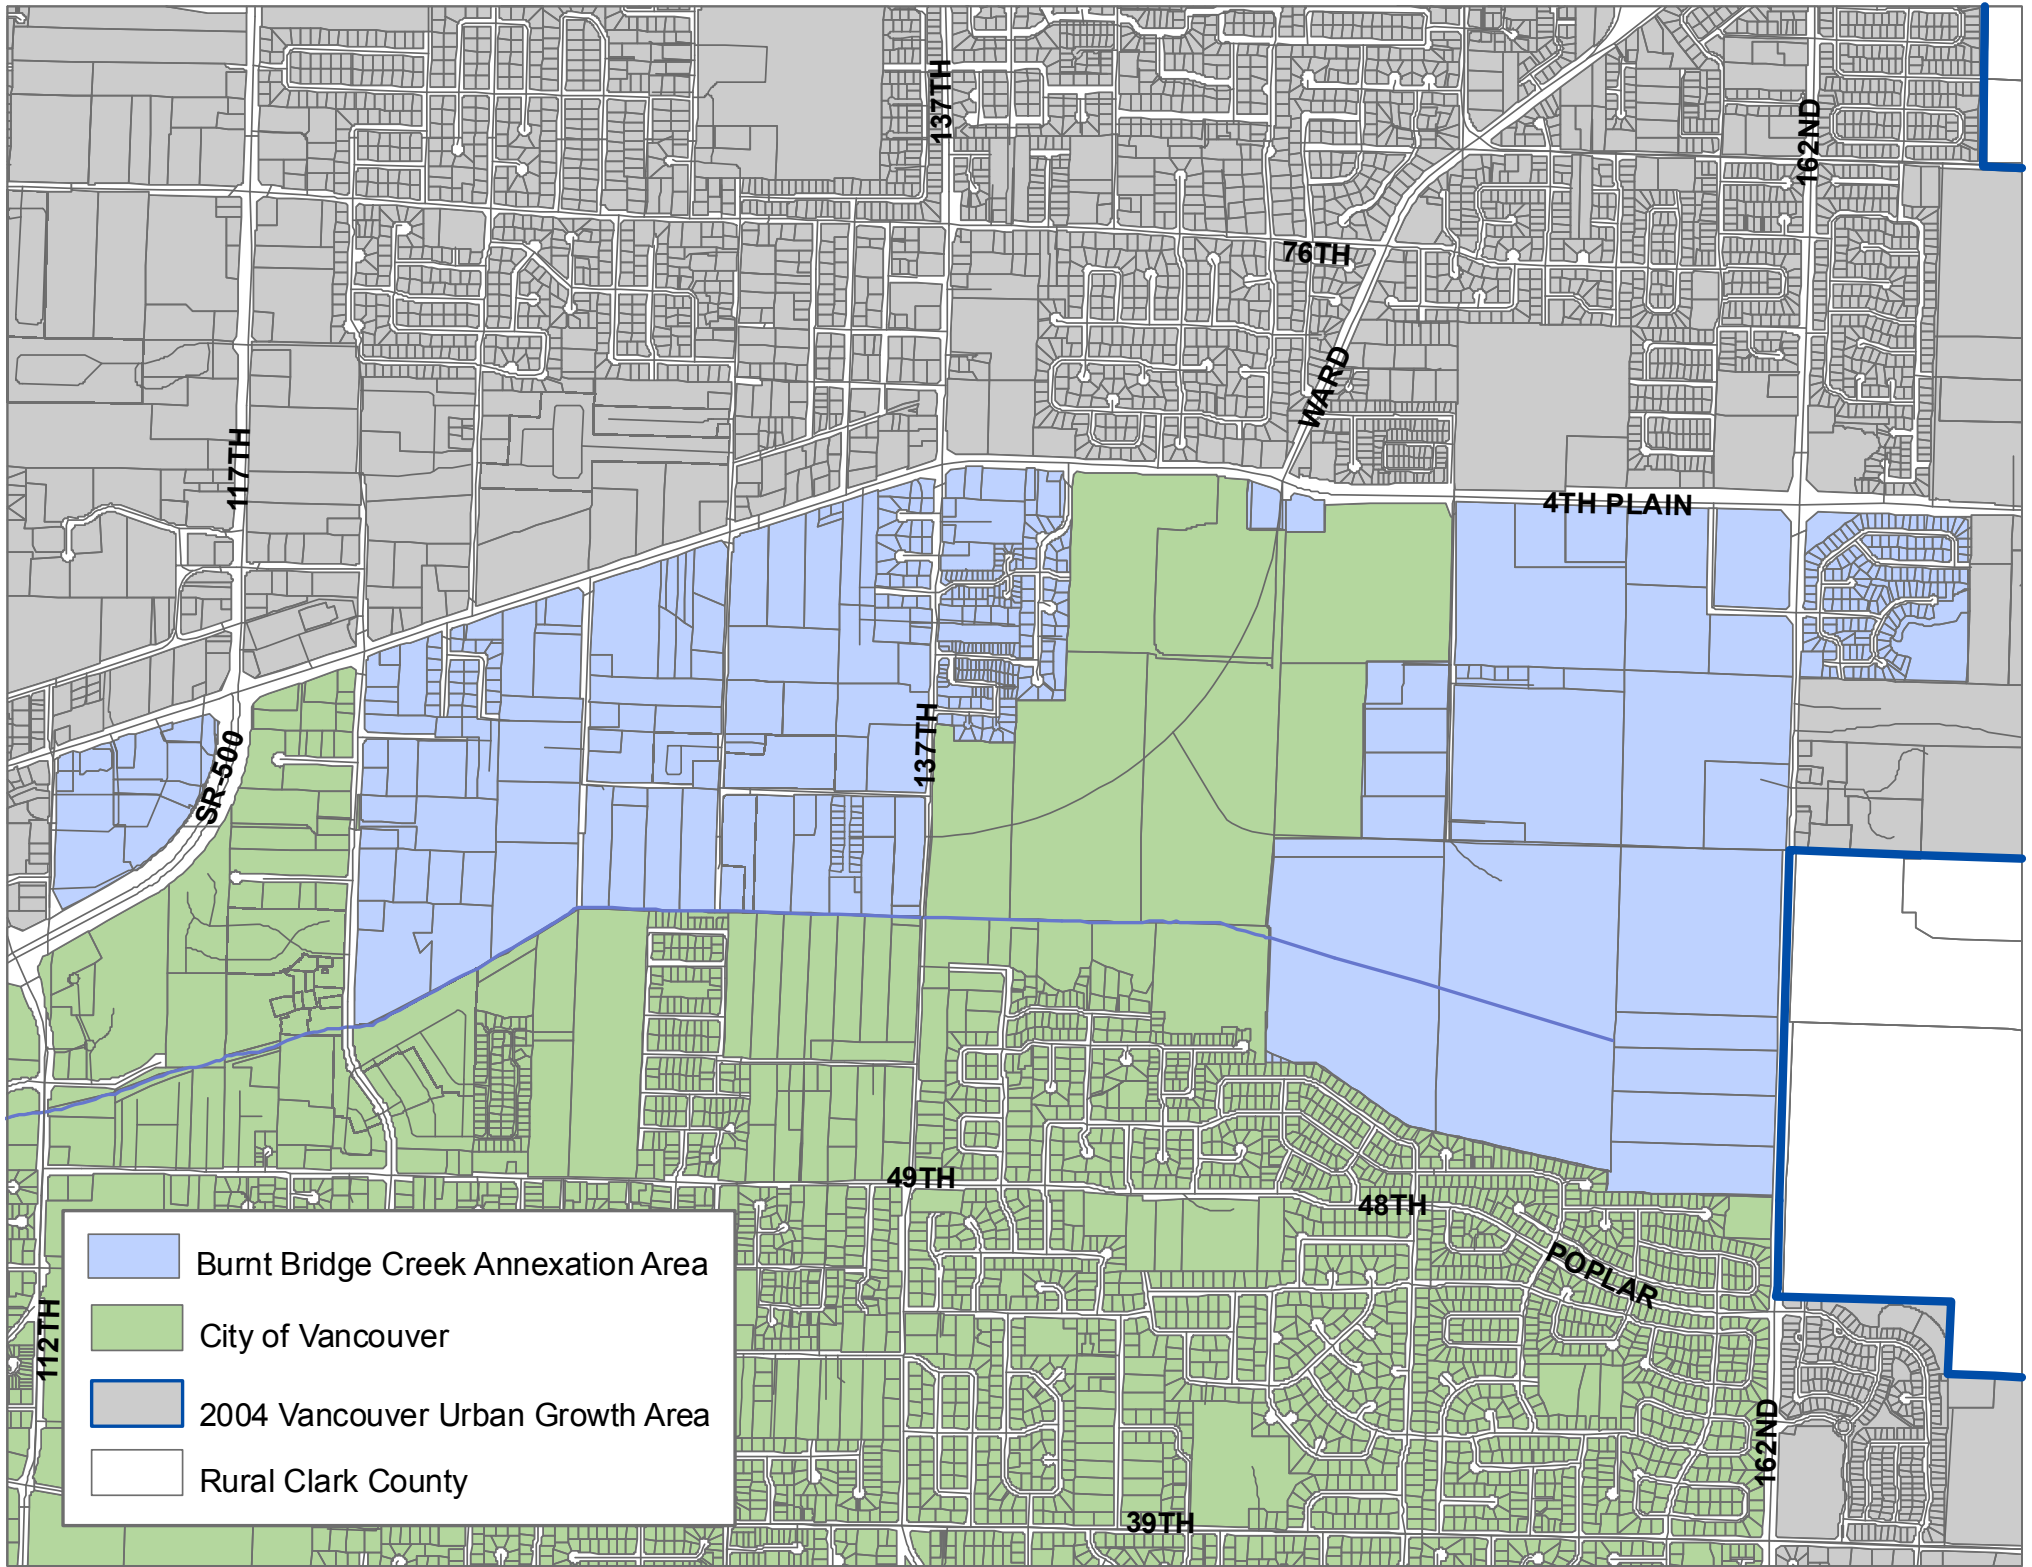 137TH
162ND
76TH
WARD
117TH
4TH PLAIN
137TH
SR-500
49TH
48TH
POPLAR
112TH
162ND
39TH
Burnt Bridge Creek Annexation Area
City of Vancouver
2004 Vancouver Urban Growth Area
Rural Clark County